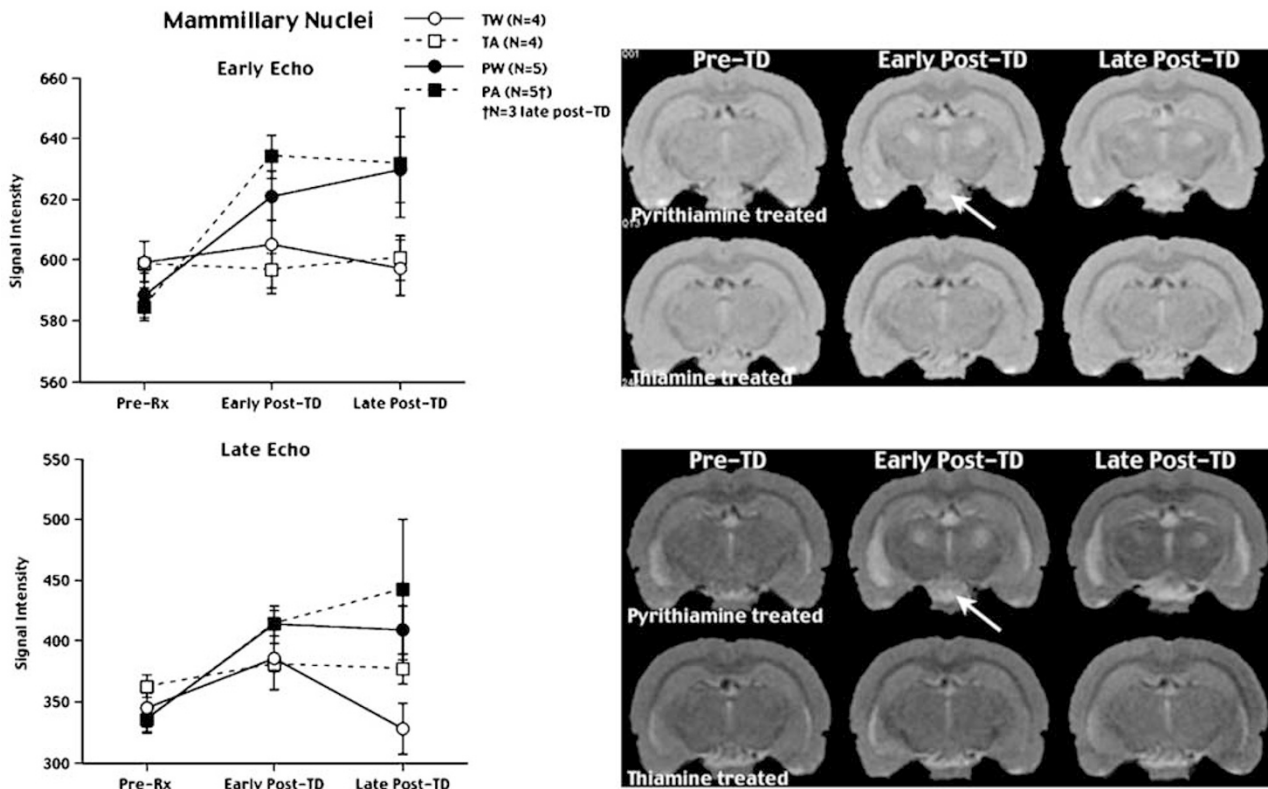 Mammillary Nuclei
TW (N=4)
TA (N=4)
PW (N=5)
PA (N=5†)
†N=3 late post-TD
Early Echo
660
640
620
600
580
560
Signal Intensity
Pre-Rx Early Post-TD Late Post-TD
Late Echo
550
500
450
400
350
300
Signal Intensity
Pre-Rx Early Post-TD Late Post-TD
Pre-TD Early Post-TD Late Post-TD
Pyrithiamine treated
Thiamine treated
Pre-TD Early Post-TD Late Post-TD
Pyrithiamine treated
Thiamine treated